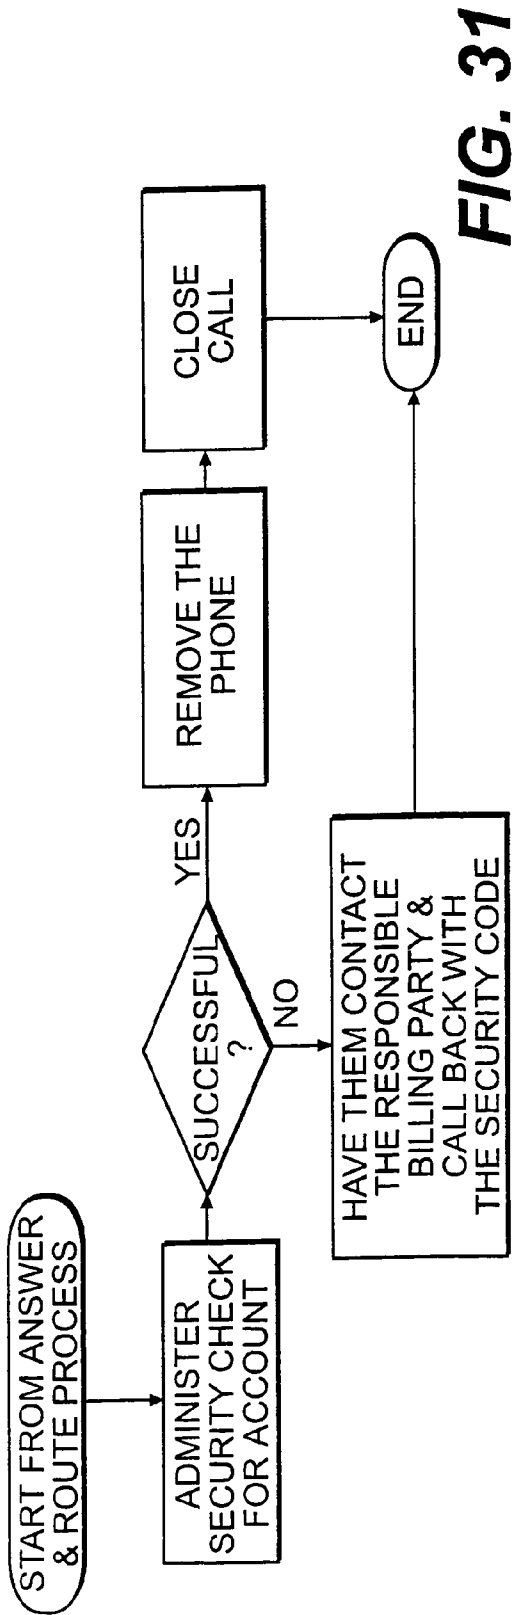 START FROM ANSWER
& ROUTE PROCESS
ADMINISTER
SECURITY CHECK
FOR ACCOUNT
SUCCESSFUL
?
YES
NO
REMOVE THE
PHONE
CLOSE
CALL
HAVE THEM CONTACT
THE RESPONSIBLE
BILLING PARTY &
CALL BACK WITH
THE SECURITY CODE
END
FIG. 31